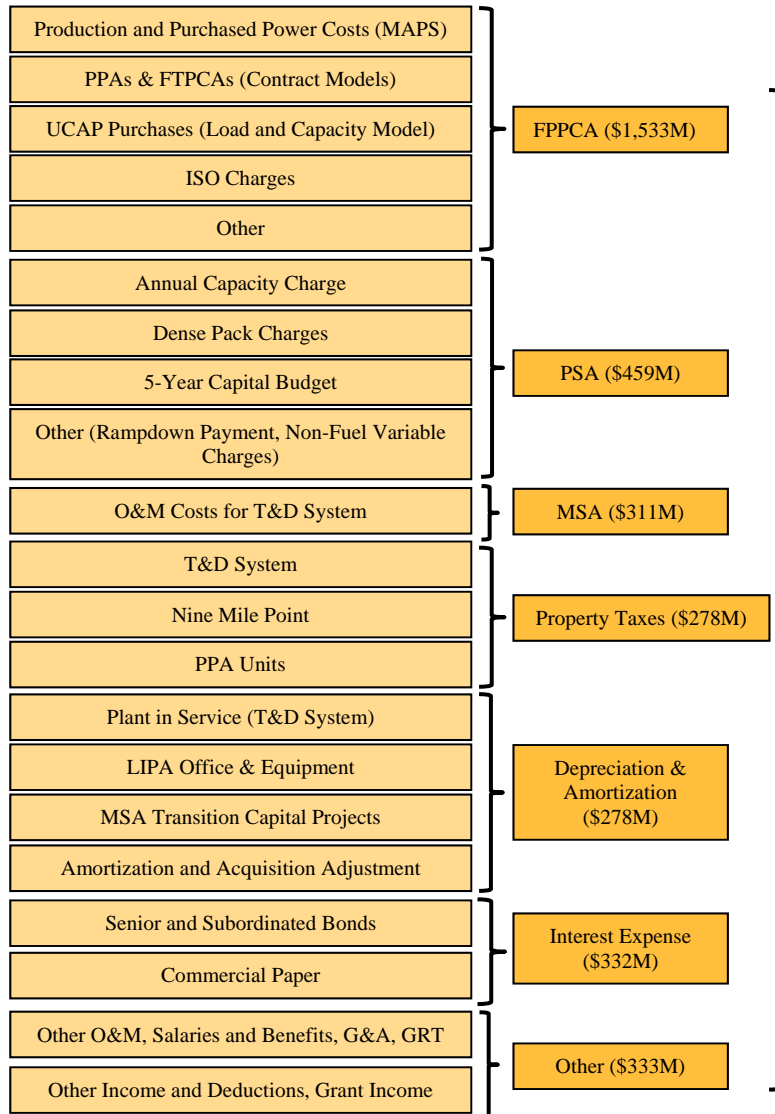 Production and Purchased Power Costs (MAPS)
PPAs & FTPCAs (Contract Models)
UCAP Purchases (Load and Capacity Model)
ISO Charges
Other
FPPCA ($1,533M)
Annual Capacity Charge
Dense Pack Charges
5-Year Capital Budget
Other (Rampdown Payment, Non-Fuel Variable
Charges)
PSA ($459M)
O&M Costs for T&D System
MSA ($311M)
T&D System
Nine Mile Point
PPA Units
Property Taxes ($278M)
Plant in Service (T&D System)
LIPA Office & Equipment
MSA Transition Capital Projects
Amortization and Acquisition Adjustment
Depreciation &
Amortization
($278M)
Senior and Subordinated Bonds
Commercial Paper
Interest Expense
($332M)
Other O&M, Salaries and Benefits, G&A, GRT
Other Income and Deductions, Grant Income
Other ($333M)